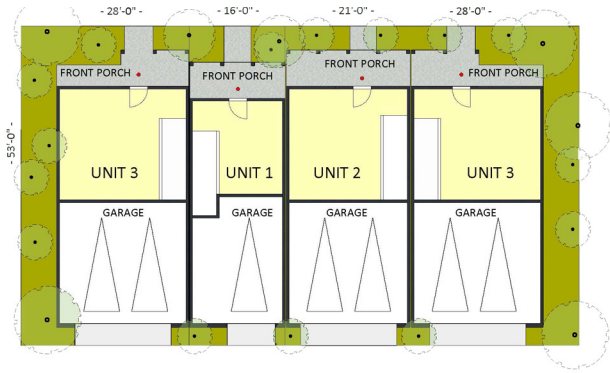 - 28'-0" -
- 16'-0" -
- 21'-0" -
- 28'-0" -
- 53'-0" -
FRONT PORCH
FRONT PORCH
FRONT PORCH
FRONT PORCH
UNIT 3
UNIT 1
UNIT 2
UNIT 3
GARAGE
GARAGE
GARAGE
GARAGE